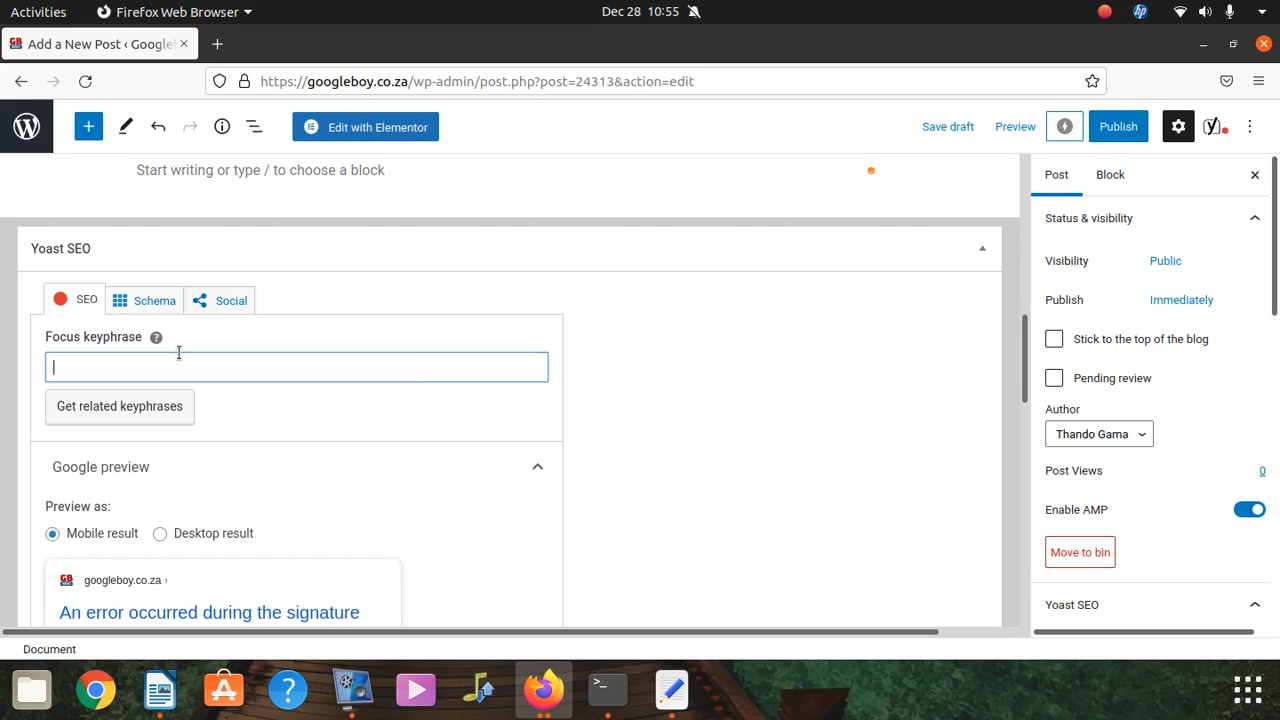 Activities
Firefox Web Browser
Dec 28 10:55
Add a New Post ‹ Google
https://googleboy.co.za/wp-admin/post.php?post=24313&action=edit
Edit with Elementor
Save draft
Preview
Publish
Start writing or type / to choose a block
Post
Block
Status & visibility
Yoast SEO
Visibility
Public
SEO
Schema
Social
Publish
Immediately
Focus keyphrase
Stick to the top of the blog
Pending review
Get related keyphrases
Author
Thando Gama
Google preview
Post Views
0
Preview as:
Enable AMP
Mobile result
Desktop result
Move to bin
googleboy.co.za ›
An error occurred during the signature
Yoast SEO
Document